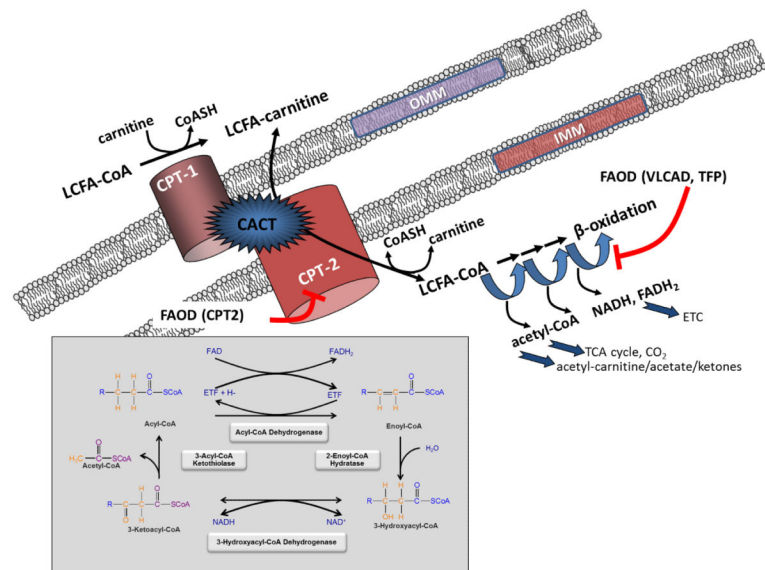 OMM
IMM
carnitine
CoASH
LCFA-carnitine
LCFA-CoA
CPT-1
CACT
CPT-2
FAOD (CPT2)
CoASH
carnitine
LCFA-CoA
β-oxidation
FAOD (VLCAD, TFP)
NADH, FADH₂
ETC
acetyl-CoA
TCA cycle, CO₂
acetyl-carnitine/acetate/ketones
FAD
FADH₂
ETF + H-
ETF
H H O
R-C-C-C-SCoA
H H
Acyl-CoA
H O
R-C=C-C-SCoA
H
Enoyl-CoA
Acyl-CoA Dehydrogenase
3-Acyl-CoA
Ketothiolase
2-Enoyl-CoA
Hydratase
H₂O
O
H₃C-C-SCoA
Acetyl-CoA
H O
R-C-C-C-SCoA
O H
3-Ketoacyl-CoA
NADH
NAD⁺
H H O
R-C-C-C-SCoA
OH H
3-Hydroxyacyl-CoA
3-Hydroxyacyl-CoA Dehydrogenase